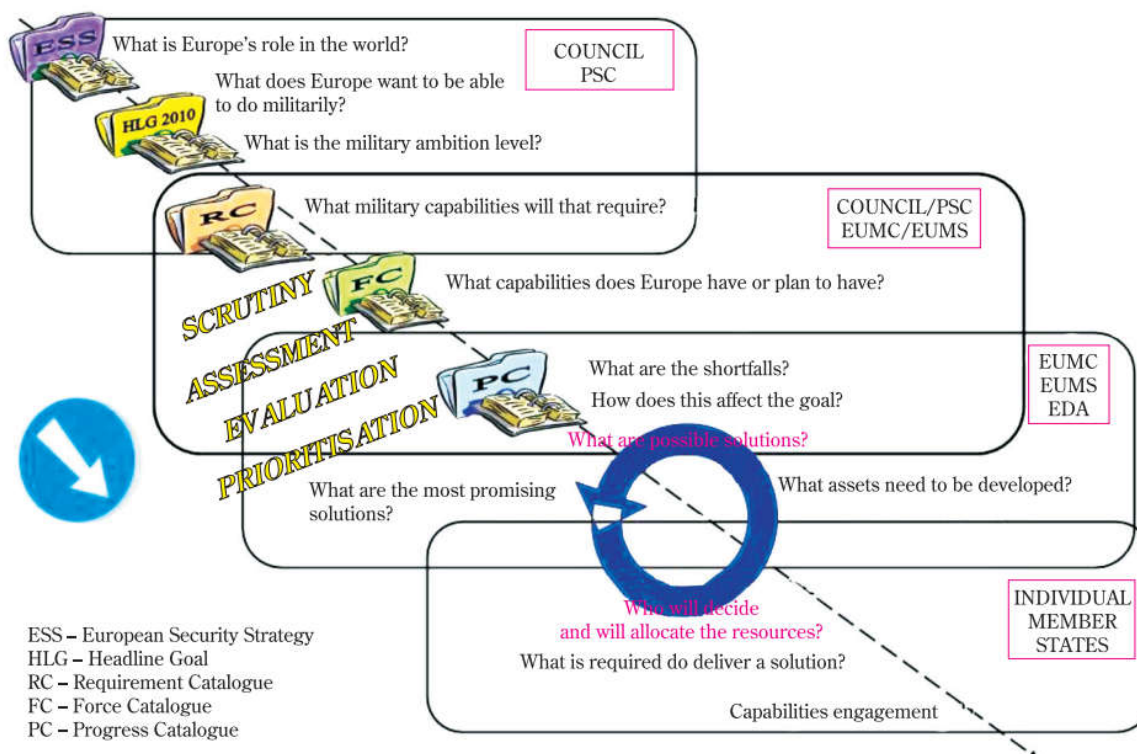 ESS
What is Europe's role in the world?
COUNCIL
PSC
What does Europe want to be able
to do militarily?
HLG 2010
What is the military ambition level?
RC
What military capabilities will that require?
COUNCIL/PSC
EUMC/EUMS
SCRUTINY
FC
What capabilities does Europe have or plan to have?
ASSESSMENT
EVALUATION
PRIORITISATION
PC
What are the shortfalls?
How does this affect the goal?
What are possible solutions?
EUMC
EUMS
EDA
What are the most promising
solutions?
What assets need to be developed?
Who will decide
and will allocate the resources?
What is required do deliver a solution?
Capabilities engagement
INDIVIDUAL
MEMBER
STATES
ESS – European Security Strategy
HLG – Headline Goal
RC – Requirement Catalogue
FC – Force Catalogue
PC – Progress Catalogue